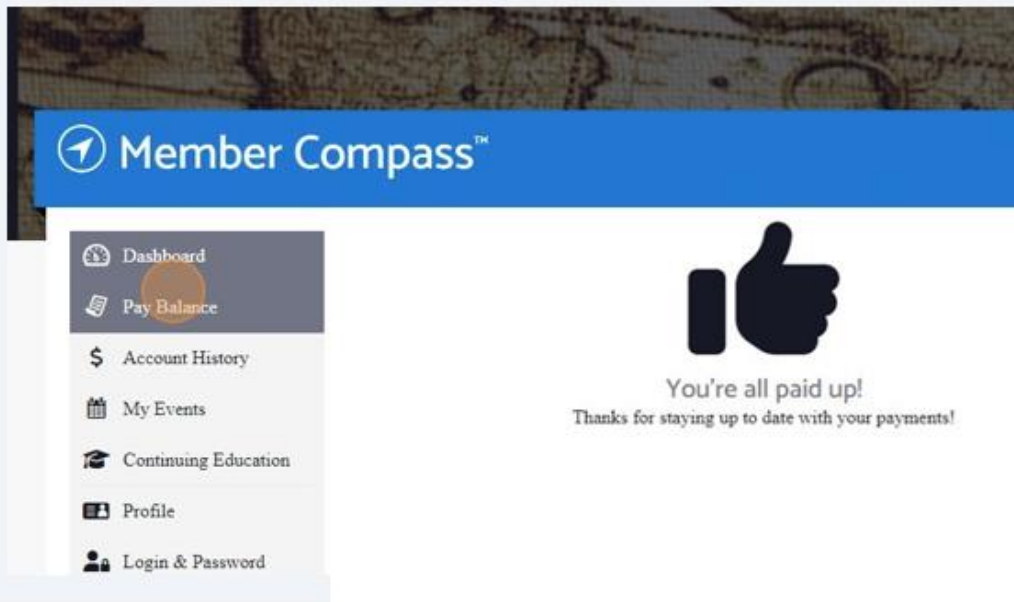 Member Compass™
Dashboard
Pay Balance
$ Account History
My Events
Continuing Education
Profile
Login & Password
You're all paid up!
Thanks for staying up to date with your payments!